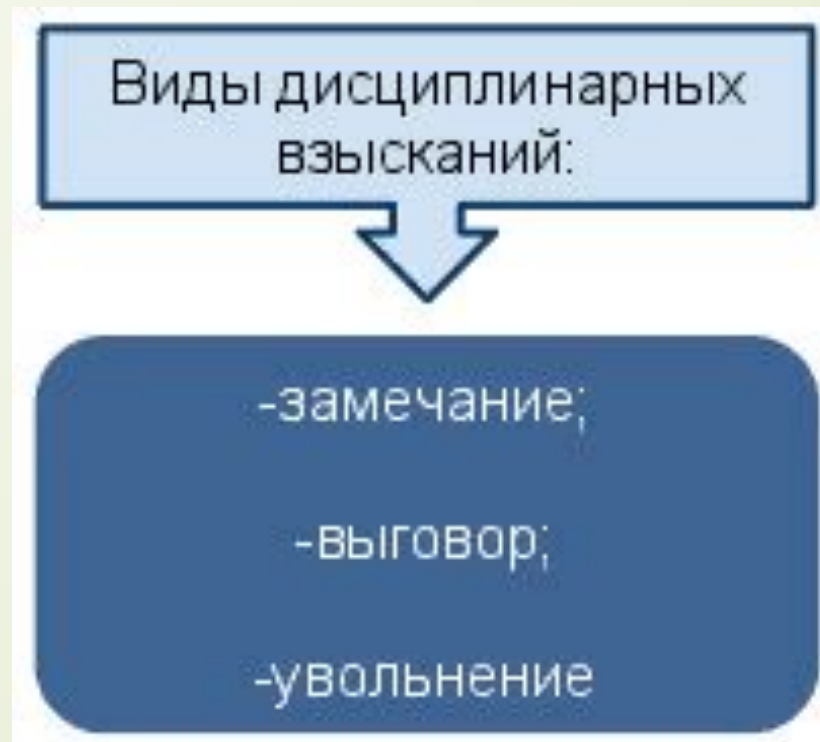 Виды дисциплинарных
взысканий:
-замечание;
-выговор;
-увольнение